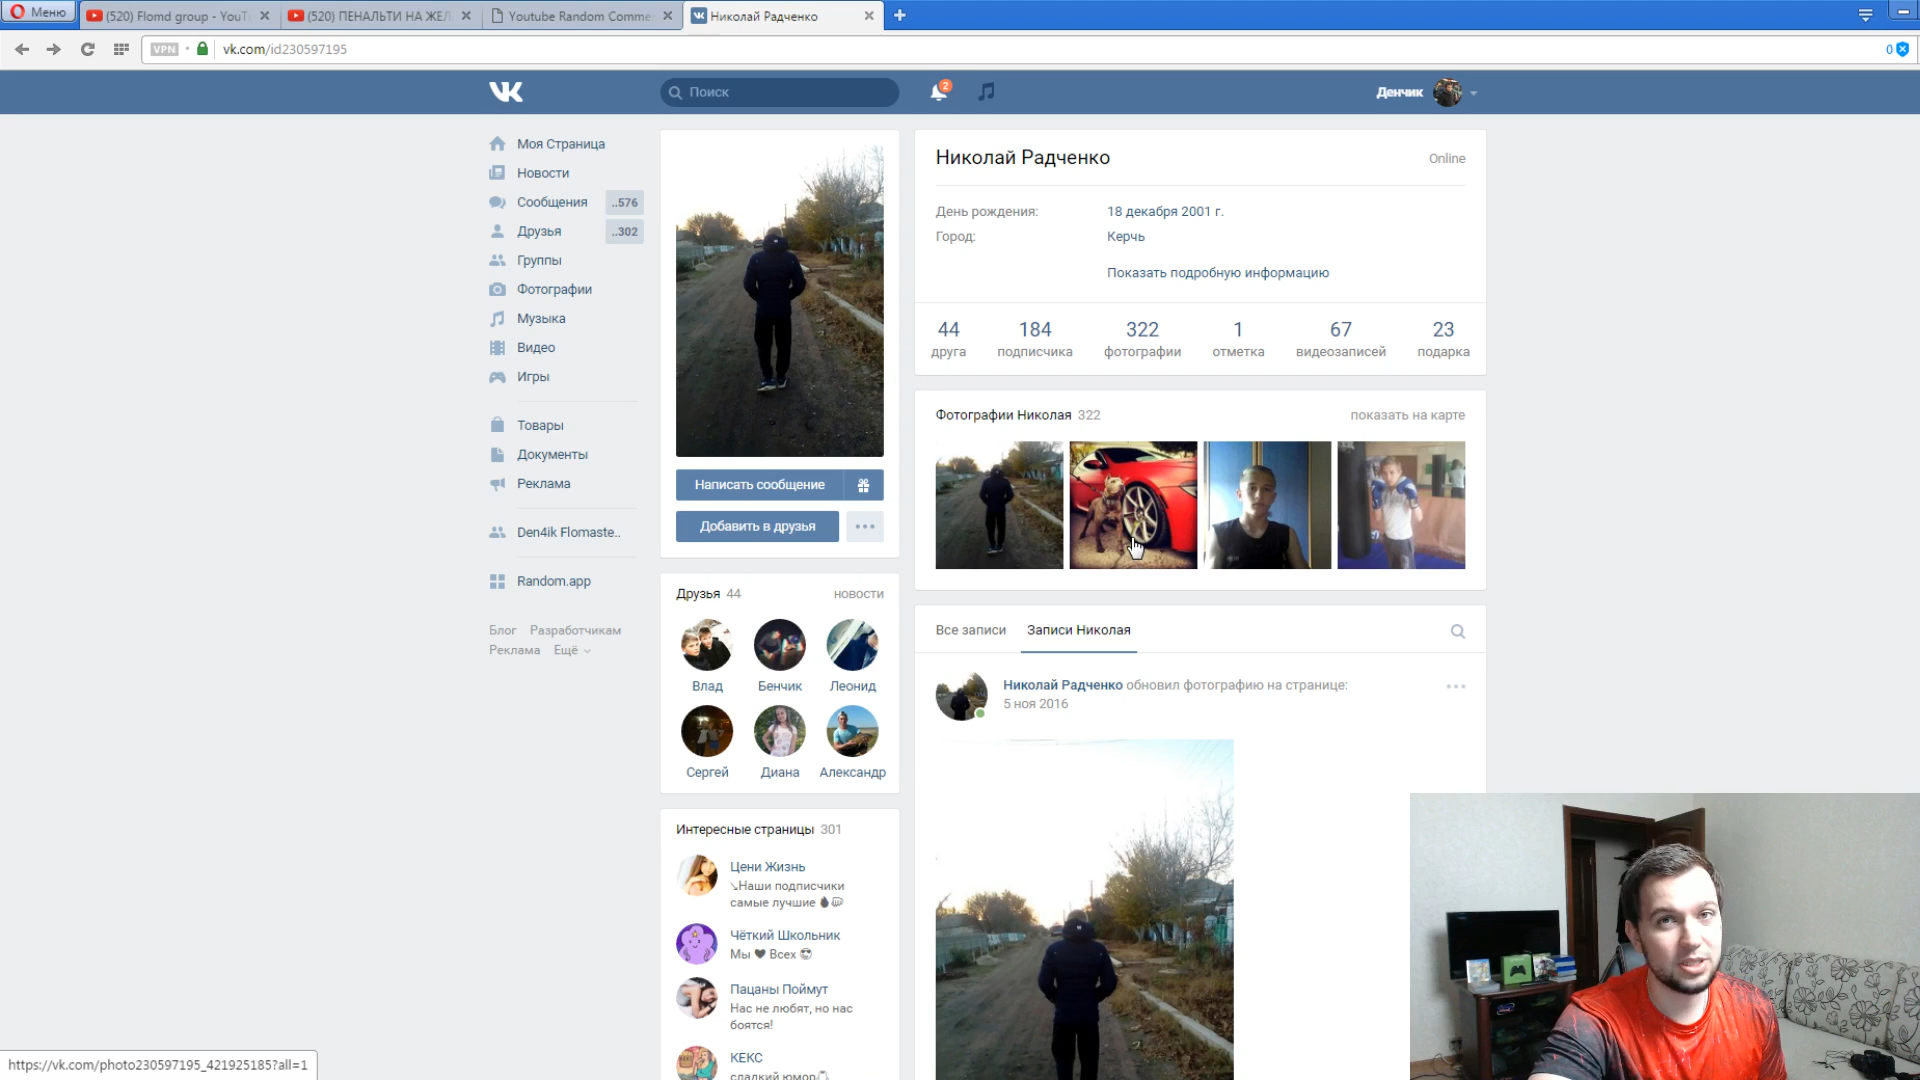 Меню
(520) Flomd group - YouT
(520) ПЕНАЛЬТИ НА ЖЕЛ
Youtube Random Comme
Николай Радченко
VPN
vk.com/id230597195
0
Поиск
2
Денчик
Моя Страница
Новости
Сообщения ..576
Друзья ..302
Группы
Фотографии
Музыка
Видео
Игры
Товары
Документы
Реклама
Den4ik Flomaste..
Random.app
Блог Разработчикам
Реклама Ещё
Написать сообщение
Добавить в друзья
Друзья 44 новости
Влад Бенчик Леонид
Сергей Диана Александр
Интересные страницы 301
Цени Жизнь
↘Наши подписчики
самые лучшие
Чёткий Школьник
Мы ❤ Всех
Пацаны Поймут
Нас не любят, но нас
боятся!
КЕКС
сладкий юмор
Николай Радченко Online
День рождения: 18 декабря 2001 г.
Город: Керчь
Показать подробную информацию
44 184 322 1 67 23
друга подписчика фотографии отметка видеозаписей подарка
Фотографии Николая 322 показать на карте
Все записи Записи Николая
Николай Радченко обновил фотографию на странице:
5 ноя 2016
https://vk.com/photo230597195_421925185?all=1